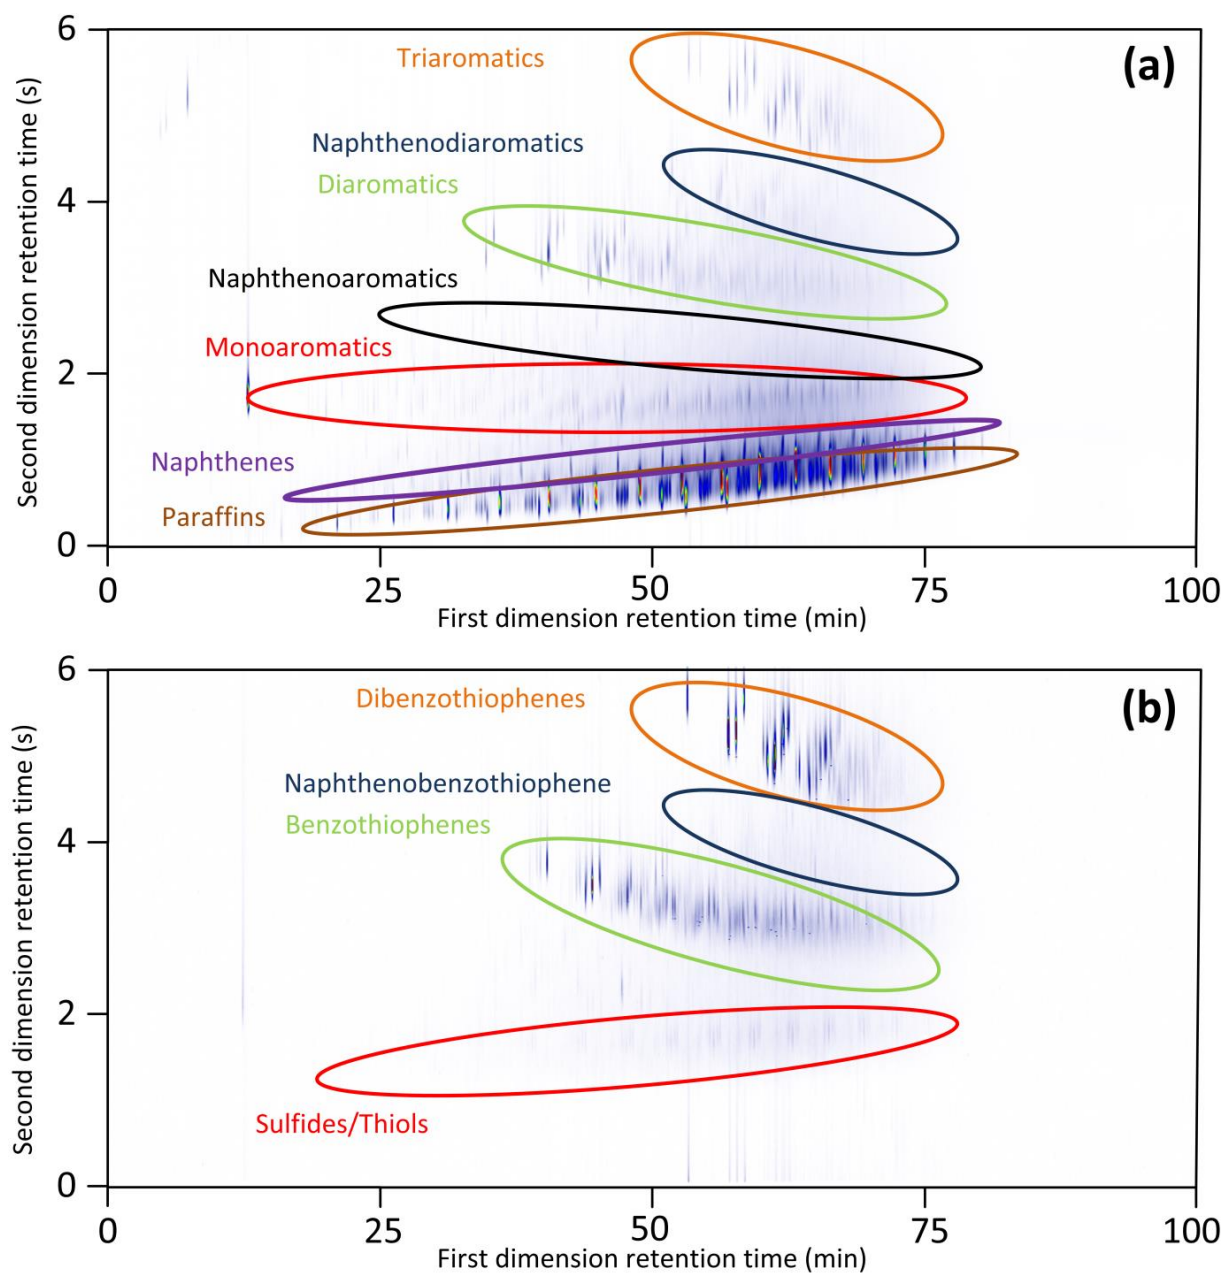 6
(a)
Triaromatics
Naphthenodiaromatics
Diaromatics
4
Naphthenoaromatics
Monoaromatics
2
Naphthenes
Paraffins
0
Second dimension retention time (s)
0 25 50 75 100
First dimension retention time (min)
6
(b)
Dibenzothiophenes
Naphthenobenzothiophene
Benzothiophenes
4
2
Sulfides/Thiols
0
Second dimension retention time (s)
0 25 50 75 100
First dimension retention time (min)